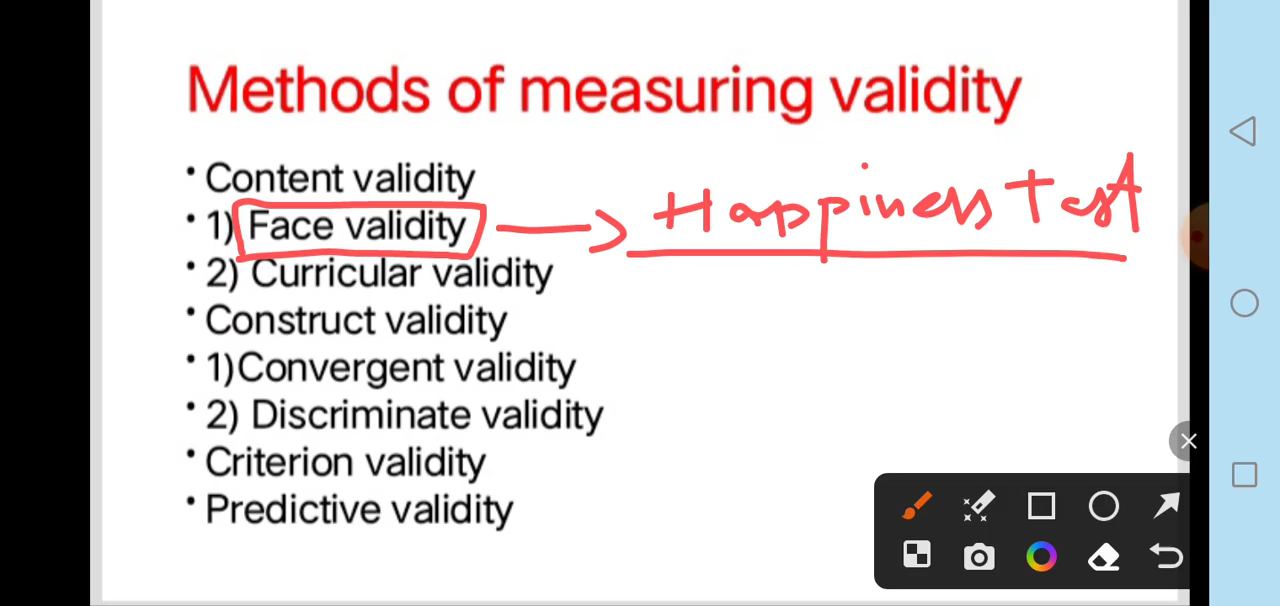 Methods of measuring validity
• Content validity
• 1) Face validity → Happiness Test
• 2) Curricular validity
• Construct validity
• 1)Convergent validity
• 2) Discriminate validity
• Criterion validity
• Predictive validity